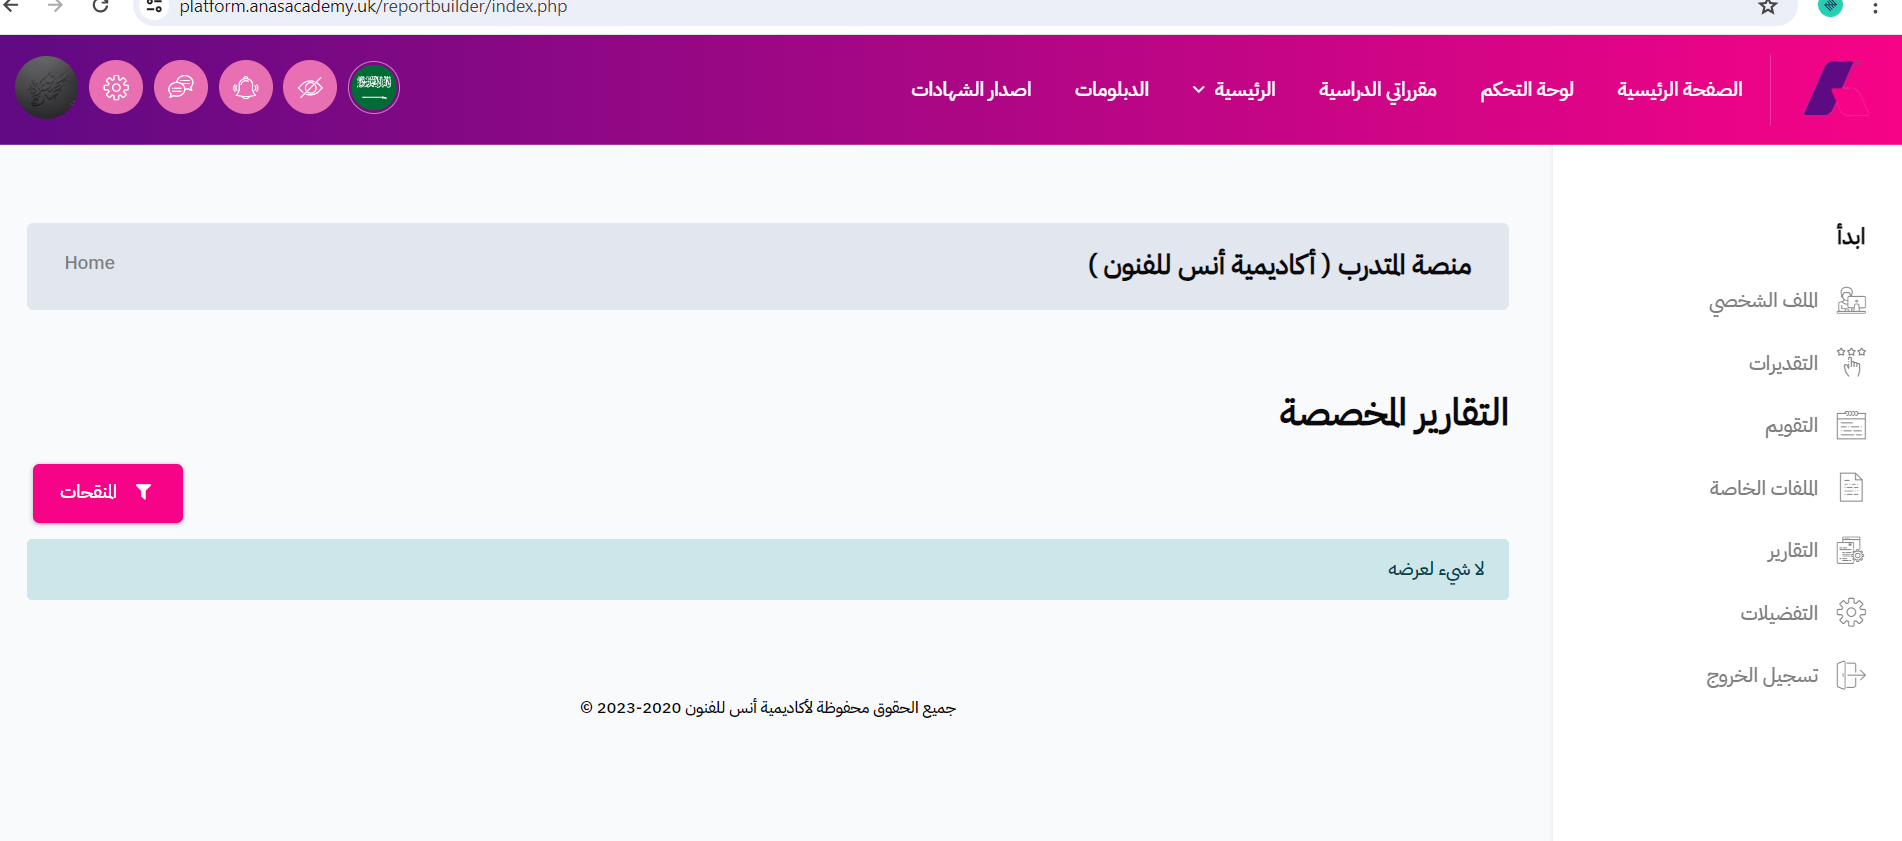 platform.anasacademy.uk/reportbuilder/index.php
الصفحة الرئيسية
لوحة التحكم
مقرراتي الدراسية
الرئيسية
الدبلومات
اصدار الشهادات
ابدأ
الملف الشخصي
التقديرات
التقويم
الملفات الخاصة
التقارير
التفضيلات
تسجيل الخروج
منصة المتدرب ( أكاديمية أنس للفنون )
Home
التقارير المخصصة
المنقحات
لا شيء لعرضه
جميع الحقوق محفوظة لأكاديمية أنس للفنون 2020-2023 ©